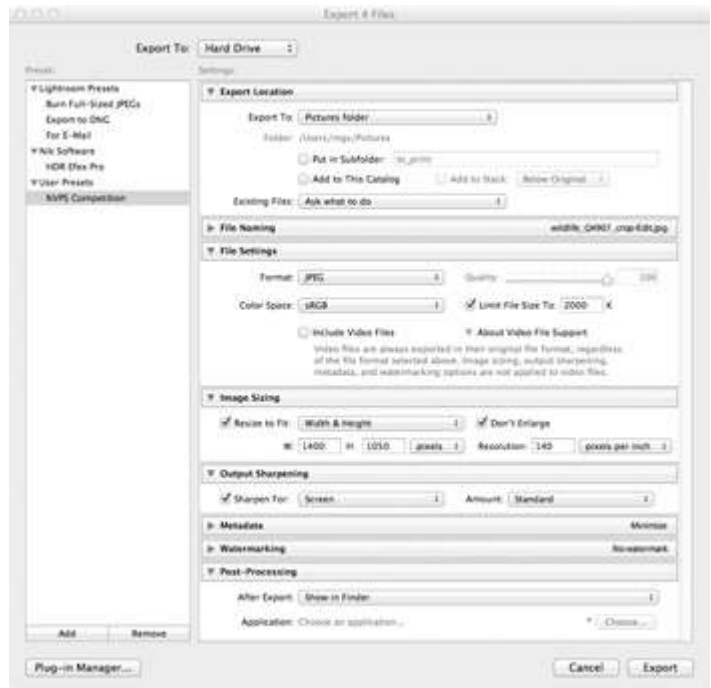 Export 4 Files
Export To: Hard Drive
Preset: Settings:
▼ Lightroom Presets
Burn Full-Sized JPEGs
Export to DNG
For E-Mail
▼ Nik Software
HDR Efex Pro
▼ User Presets
NVPS Competition
Add Remove
Plug-in Manager...
▼ Export Location
Export To: Pictures folder
Folder: /Users/mgs/Pictures
Put in Subfolder: to_print
Add to This Catalog Add to Stack: Below Original
Existing Files: Ask what to do
▶ File Naming
▼ File Settings
Format: JPEG Quality: 100
Color Space: sRGB Limit File Size To: 2000 K
Include Video Files ▼ About Video File Support
Video files are always exported in their original file format, regardless
of the file format selected above. Image sizing, output sharpening,
metadata, and watermarking options are not applied to video files.
▼ Image Sizing
Resize to Fit: Width & Height Don't Enlarge
W: 1400 H: 1050 pixels Resolution: 140 pixels per inch
▼ Output Sharpening
Sharpen For: Screen Amount: Standard
▶ Metadata Minimize
▶ Watermarking No watermark
▼ Post-Processing
After Export: Show in Finder
Application: Choose an application... Choose...
Cancel Export